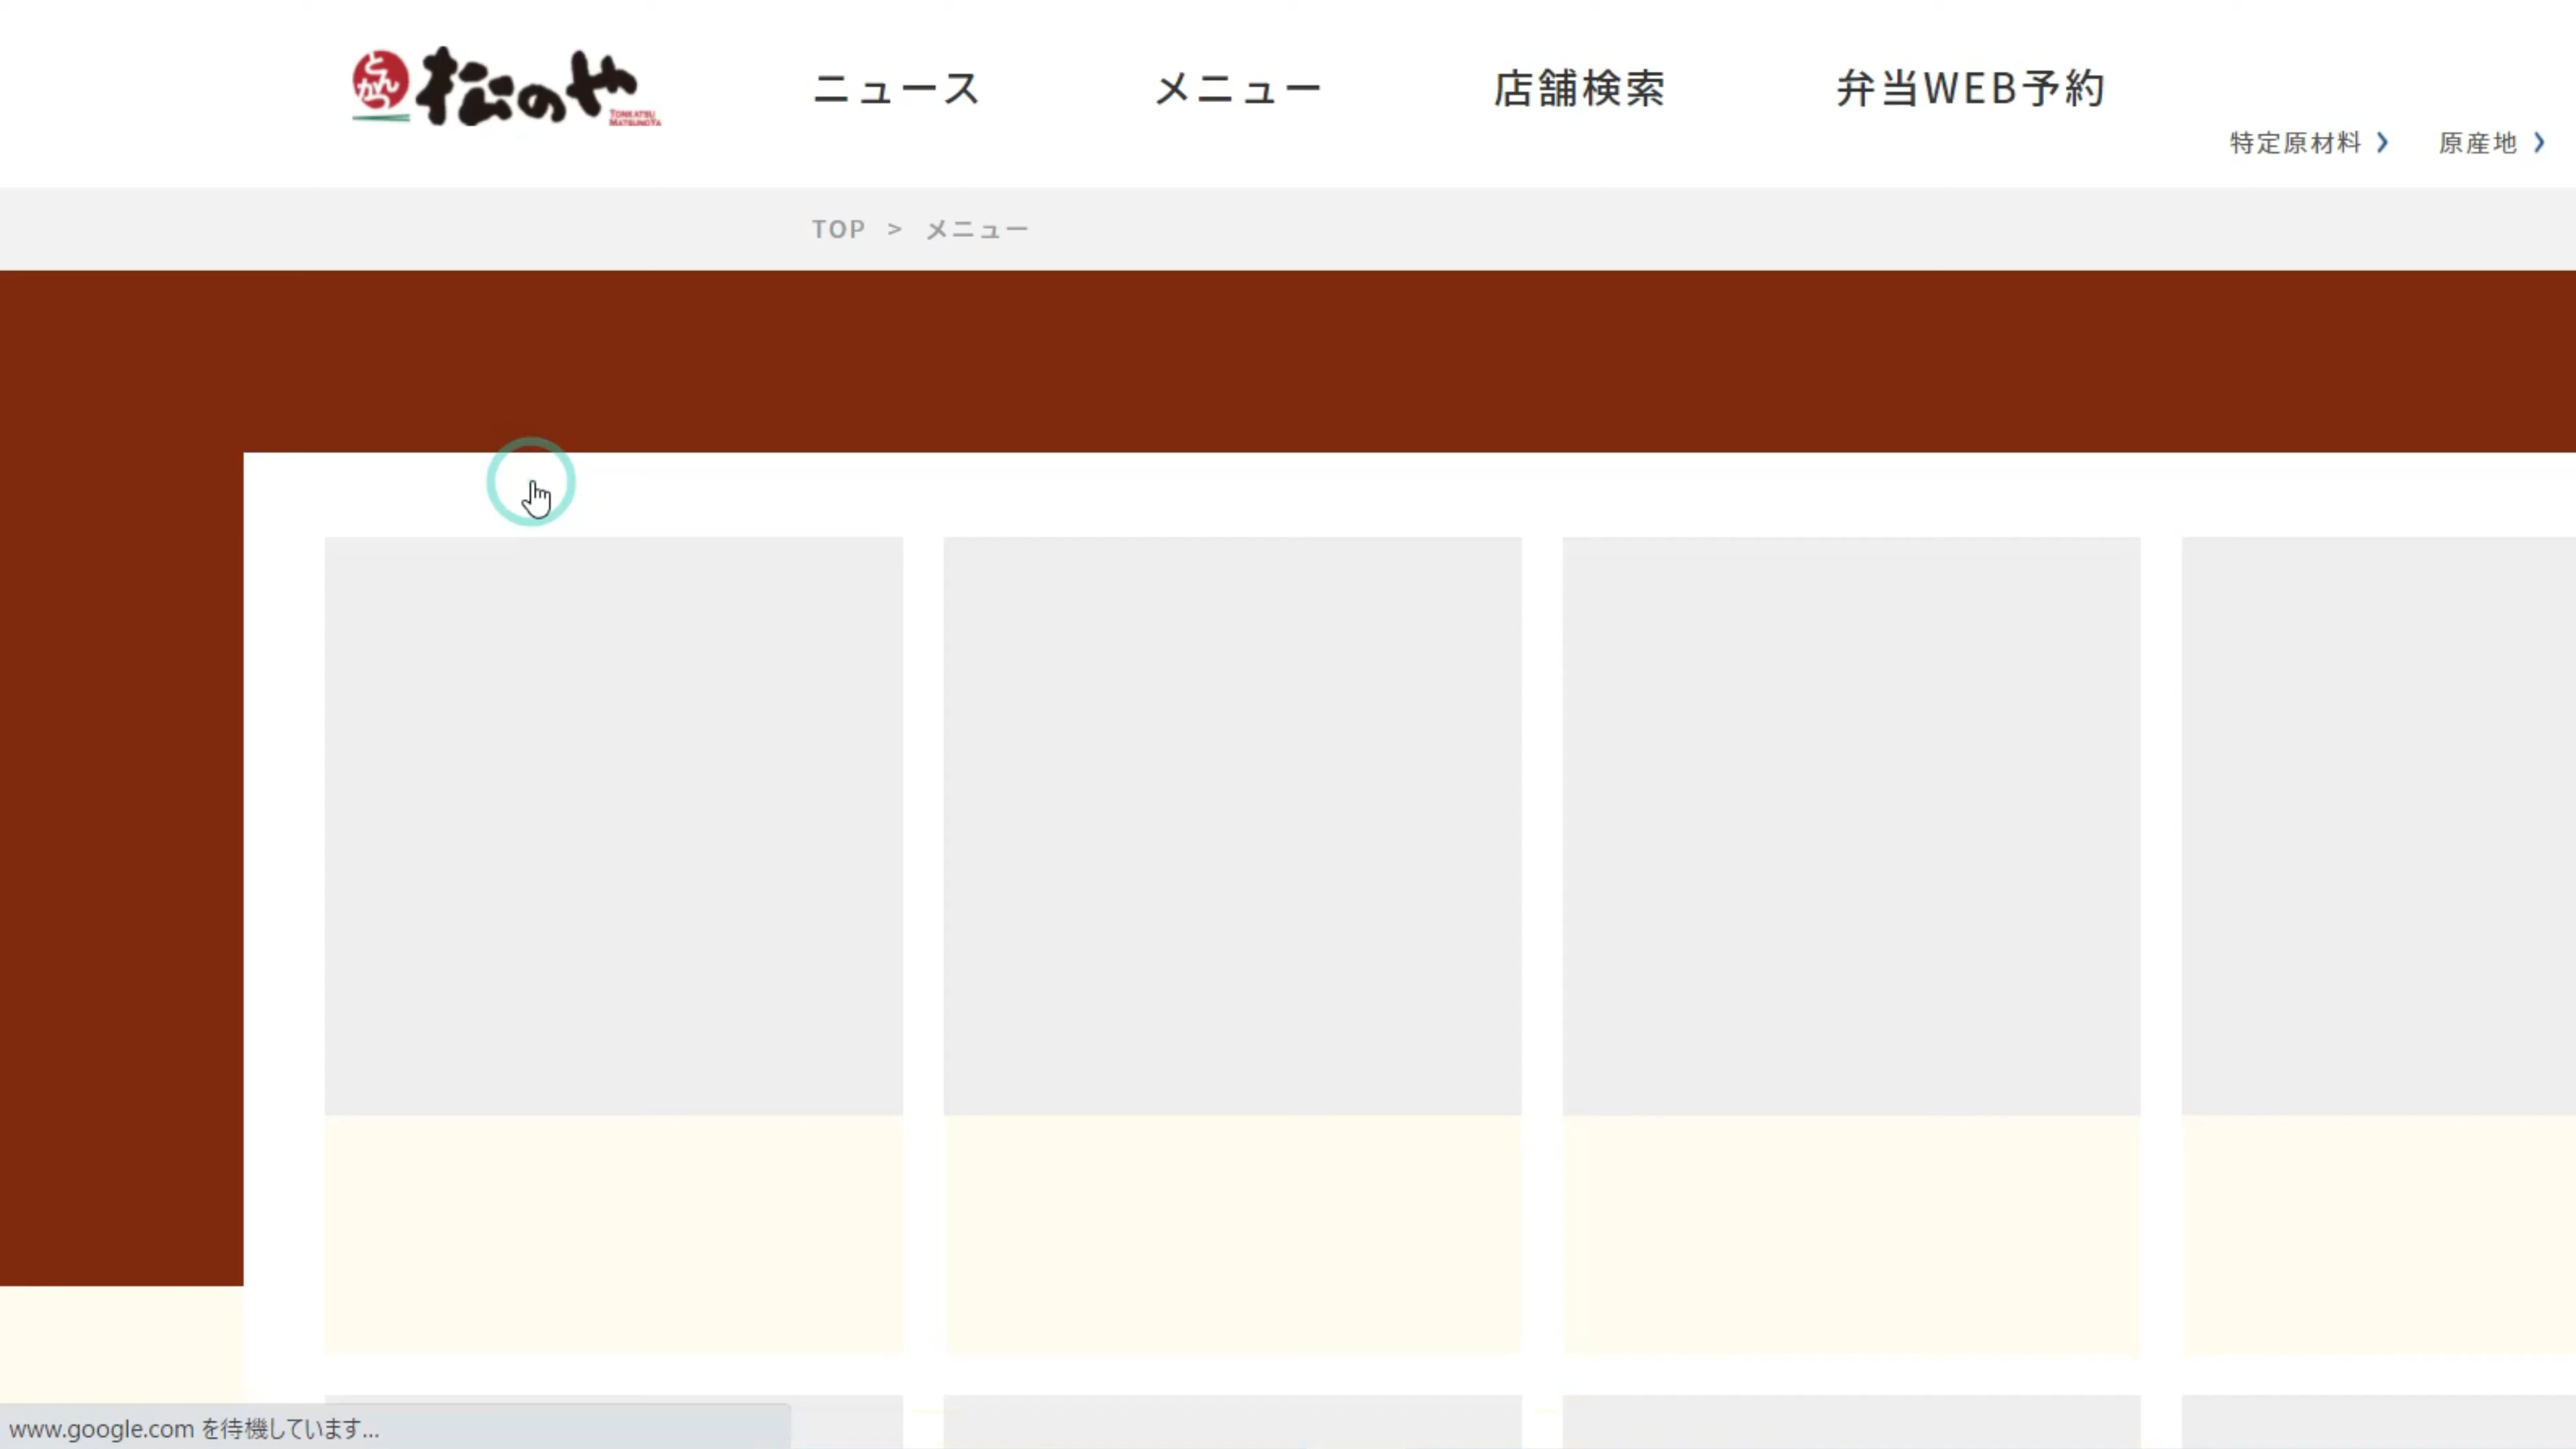 とんかつ 松のや
TONKATSU
MATSUNOYA
ニュース
メニュー
店舗検索
弁当WEB予約
特定原材料
原産地
TOP > メニュー
www.google.com を待機しています...